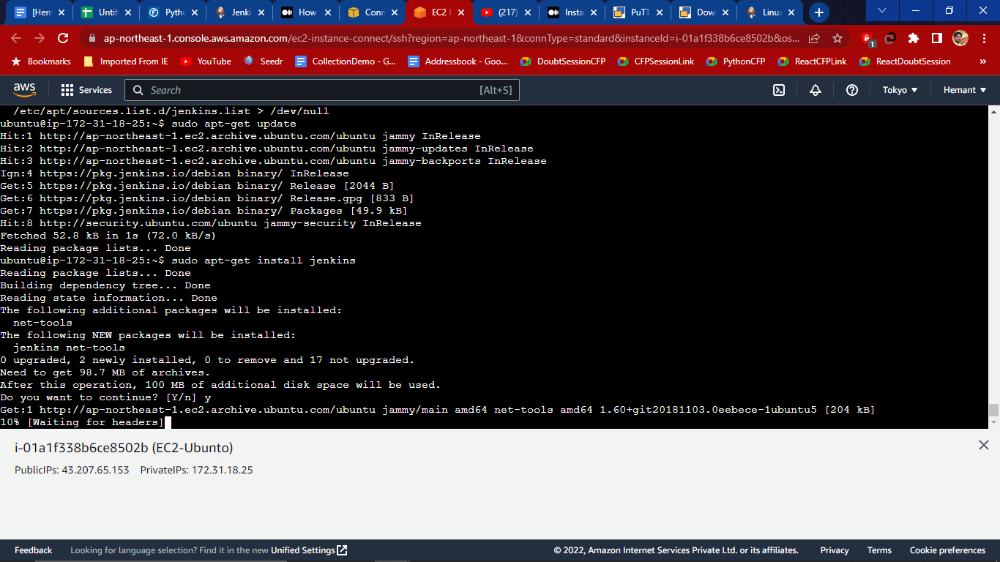 [Hem
Untit
Pytho
Jenki
How
Conn
EC2 I
(217)
Insta
PuTT
Dow
Linux
ap-northeast-1.console.aws.amazon.com/ec2-instance-connect/ssh?region=ap-northeast-1&connType=standard&instanceId=i-01a1f338b6ce8502b&os...
1
Bookmarks
Imported From IE
YouTube
Seedr
CollectionDemo - G...
Addressbook - Goo...
DoubtSessionCFP
CFPSessionLink
PythonCFP
ReactCFPLink
ReactDoubtSession
»
aws
Services
Search
[Alt+S]
Tokyo
Hemant
/etc/apt/sources.list.d/jenkins.list > /dev/null
ubuntu@ip-172-31-18-25:~$ sudo apt-get update
Hit:1 http://ap-northeast-1.ec2.archive.ubuntu.com/ubuntu jammy InRelease
Hit:2 http://ap-northeast-1.ec2.archive.ubuntu.com/ubuntu jammy-updates InRelease
Hit:3 http://ap-northeast-1.ec2.archive.ubuntu.com/ubuntu jammy-backports InRelease
Ign:4 https://pkg.jenkins.io/debian binary/ InRelease
Get:5 https://pkg.jenkins.io/debian binary/ Release [2044 B]
Get:6 https://pkg.jenkins.io/debian binary/ Release.gpg [833 B]
Get:7 https://pkg.jenkins.io/debian binary/ Packages [49.9 kB]
Hit:8 http://security.ubuntu.com/ubuntu jammy-security InRelease
Fetched 52.8 kB in 1s (72.0 kB/s)
Reading package lists... Done
ubuntu@ip-172-31-18-25:~$ sudo apt-get install jenkins
Reading package lists... Done
Building dependency tree... Done
Reading state information... Done
The following additional packages will be installed:
net-tools
The following NEW packages will be installed:
jenkins net-tools
0 upgraded, 2 newly installed, 0 to remove and 17 not upgraded.
Need to get 98.7 MB of archives.
After this operation, 100 MB of additional disk space will be used.
Do you want to continue? [Y/n] y
Get:1 http://ap-northeast-1.ec2.archive.ubuntu.com/ubuntu jammy/main amd64 net-tools amd64 1.60+git20181103.0eebece-1ubuntu5 [204 kB]
10% [Waiting for headers]
i-01a1f338b6ce8502b (EC2-Ubunto)
PublicIPs: 43.207.65.153 PrivateIPs: 172.31.18.25
Feedback
Looking for language selection? Find it in the new Unified Settings
© 2022, Amazon Internet Services Private Ltd. or its affiliates.
Privacy
Terms
Cookie preferences